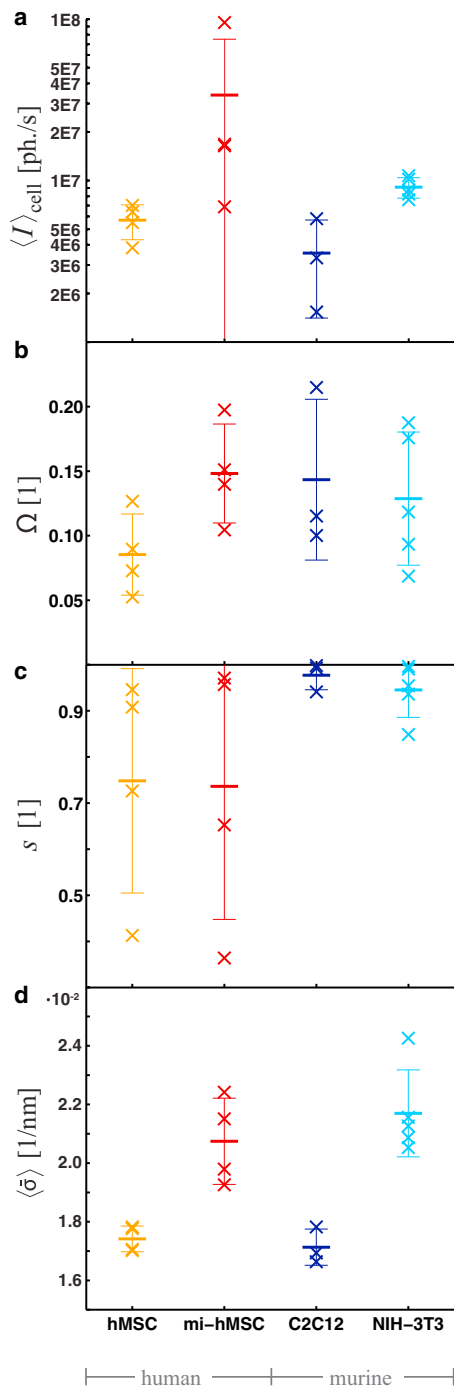 a
1E8
5E7
4E7
3E7
2E7
1E7
5E6
4E6
3E6
2E6
⟨I⟩cell [ph./s]
b
0.20
0.15
0.10
0.05
Ω [1]
c
0.9
0.7
0.5
s [1]
d
·10⁻²
2.4
2.2
2.0
1.8
1.6
⟨σ̄⟩ [1/nm]
hMSC mi−hMSC C2C12 NIH−3T3
human murine